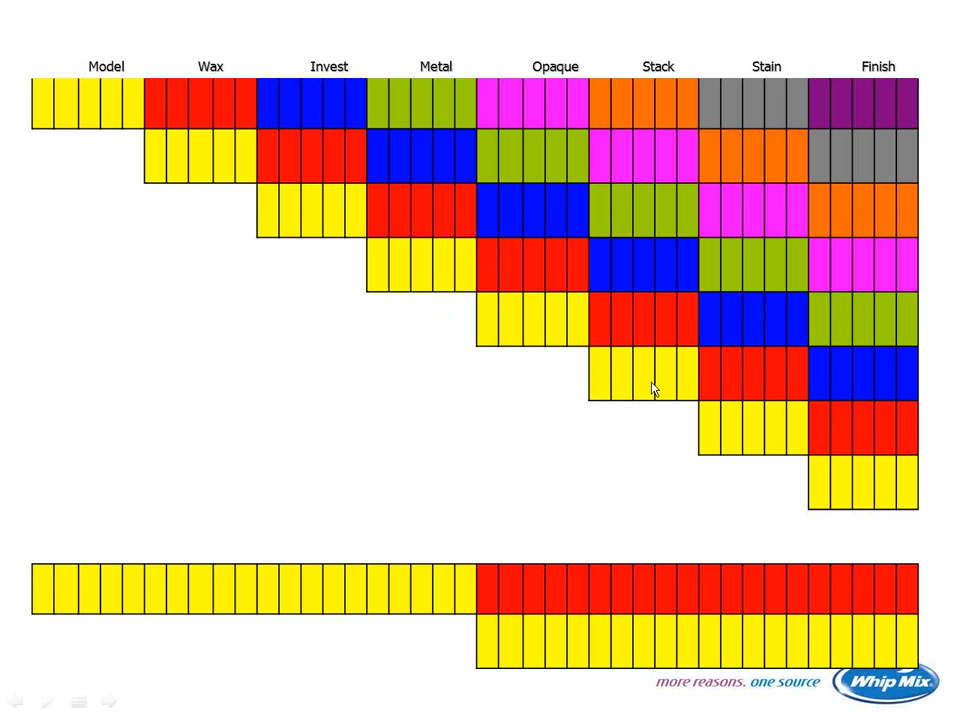 Model Wax Invest Metal Opaque Stack Stain Finish
more reasons. one source
Whip Mix